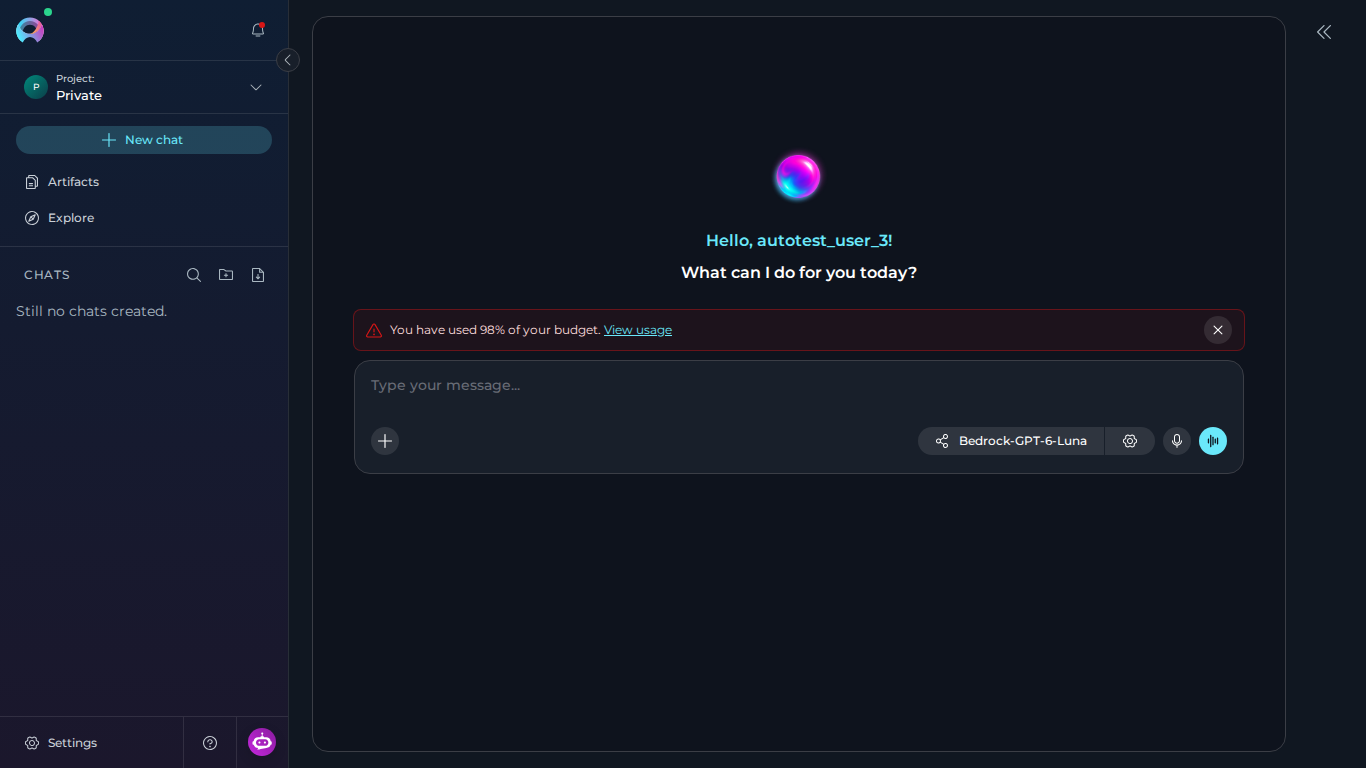 Project:
P
Private
New chat
Artifacts
Explore
CHATS
Still no chats created.
Settings
Hello, autotest_user_3!
What can I do for you today?
You have used 98% of your budget. View usage
Type your message...
Bedrock-GPT-6-Luna